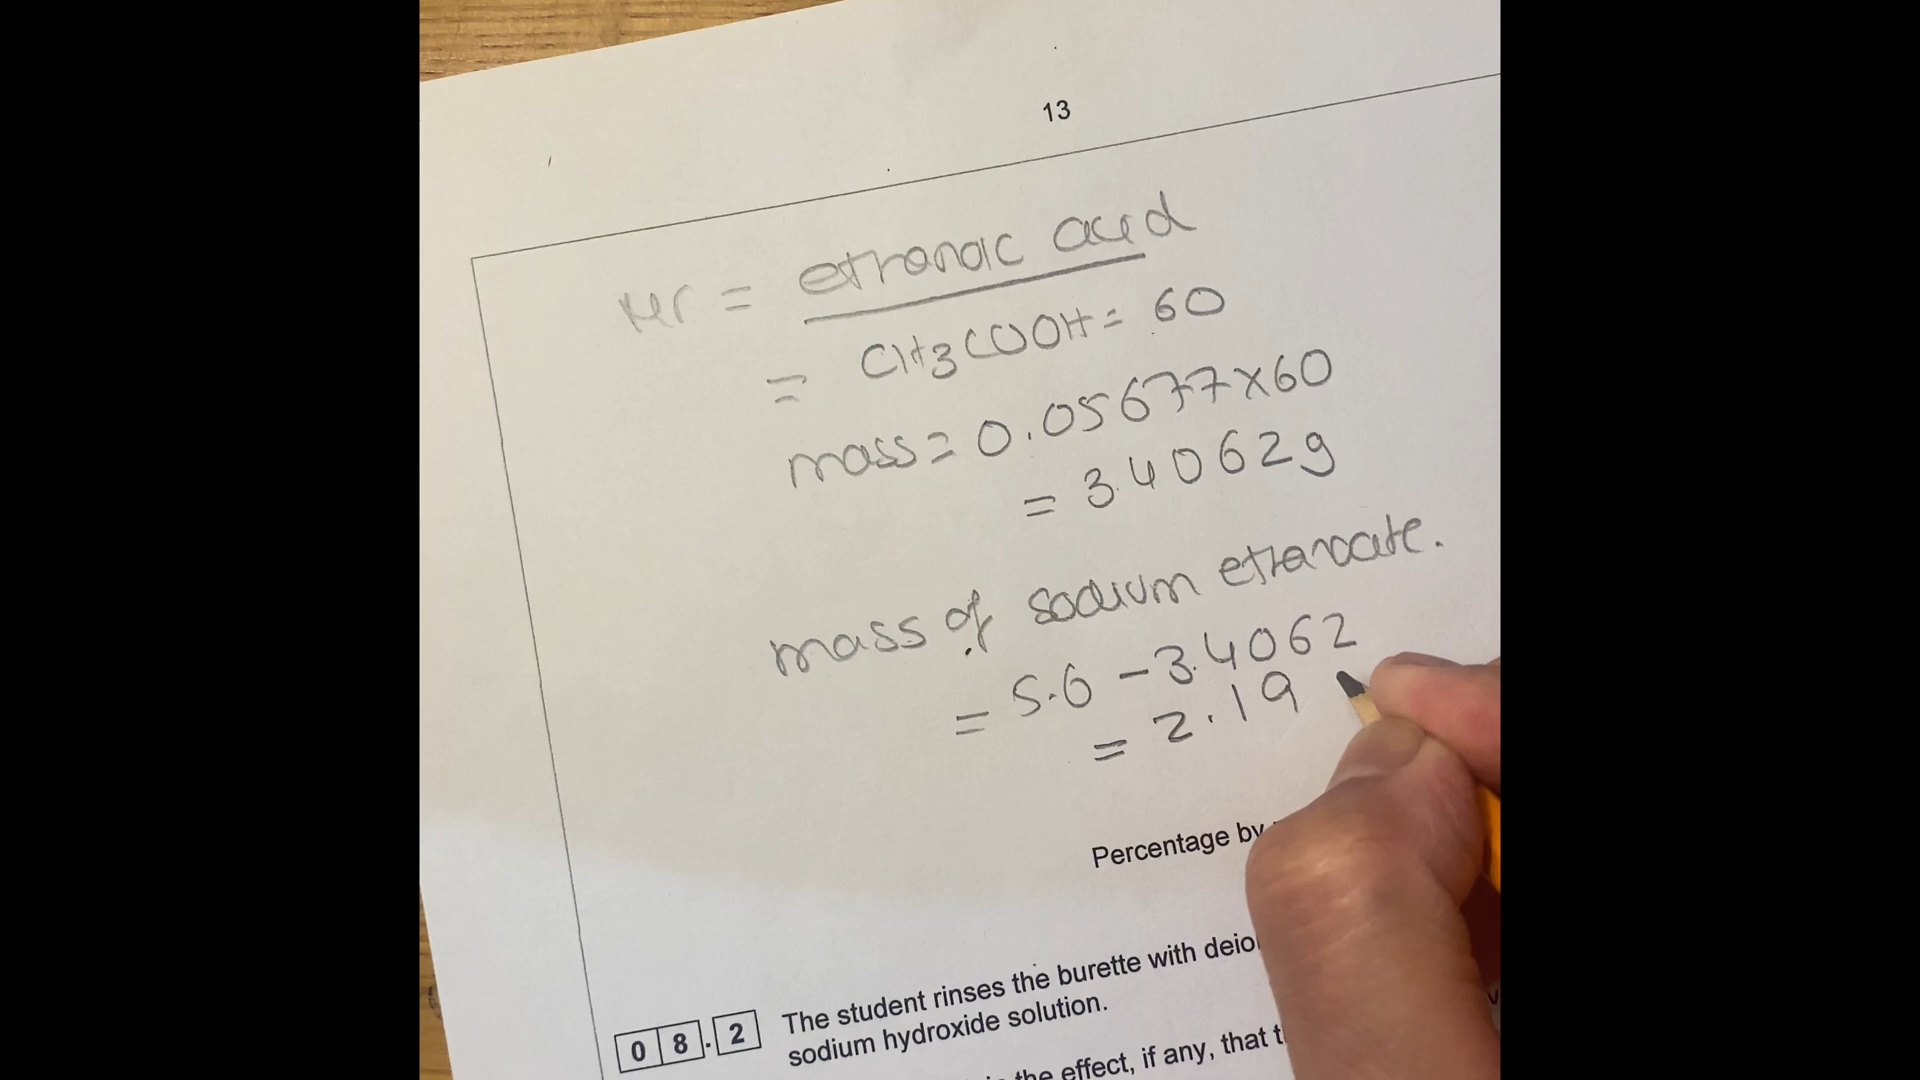 13
Mr = ethanoic acid
= CH3COOH = 60
mass = 0.05677 x 60
= 3.4062g
mass of sodium ethanoate.
= 5.6 - 3.4062
= 2.19
Percentage by
08.2 The student rinses the burette with deio
sodium hydroxide solution.
the effect, if any, that t